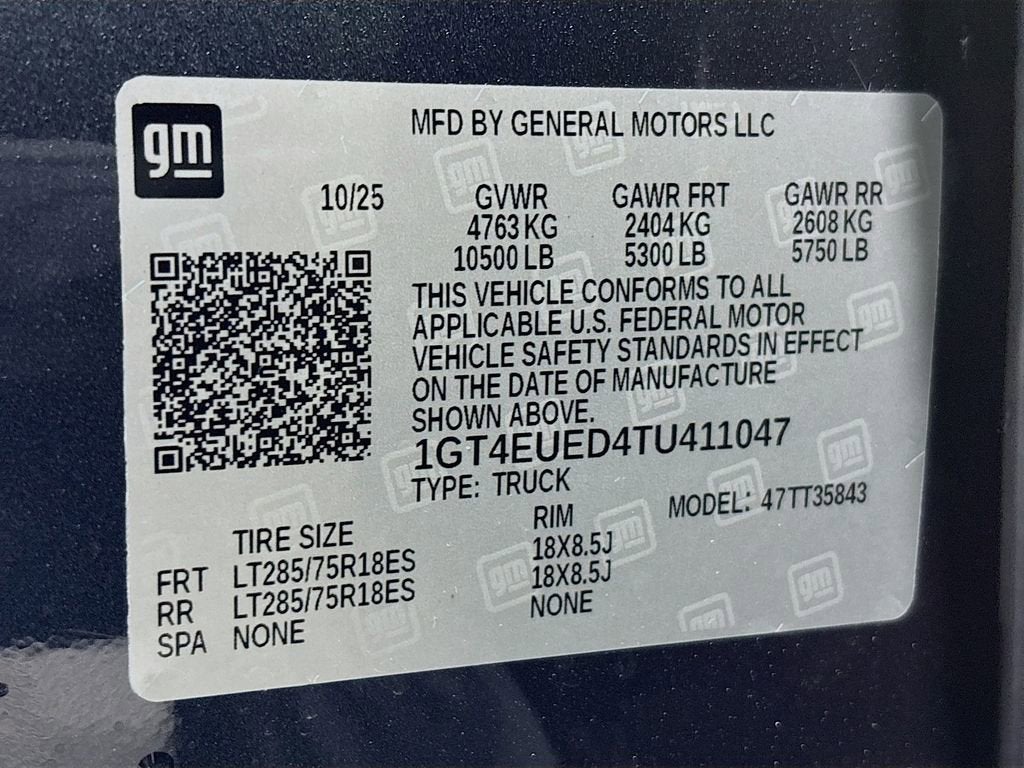 gm
MFD BY GENERAL MOTORS LLC
10/25 GVWR GAWR FRT GAWR RR
4763 KG 2404 KG 2608 KG
10500 LB 5300 LB 5750 LB
THIS VEHICLE CONFORMS TO ALL
APPLICABLE U.S. FEDERAL MOTOR
VEHICLE SAFETY STANDARDS IN EFFECT
ON THE DATE OF MANUFACTURE
SHOWN ABOVE.
1GT4EUED4TU411047
TYPE: TRUCK MODEL: 47TT35843
TIRE SIZE RIM
FRT LT285/75R18ES 18X8.5J
RR LT285/75R18ES 18X8.5J
SPA NONE NONE